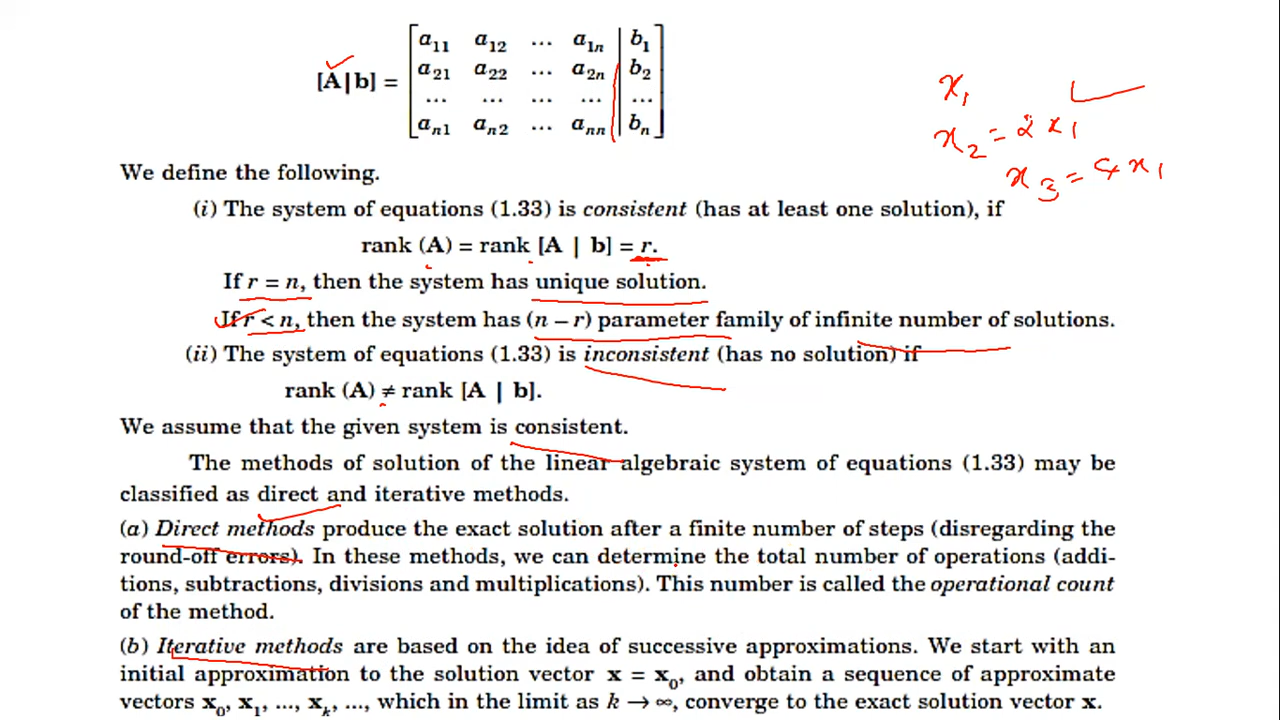 [A|b] = [ a11 a12 ... a1n | b1
a21 a22 ... a2n | b2
... ... ... ... | ...
an1 an2 ... ann | bn ]
x1
x2 = 2 x1
x3 = 4 x1
We define the following.
(i) The system of equations (1.33) is consistent (has at least one solution), if
rank (A) = rank [A | b] = r.
If r = n, then the system has unique solution.
If r < n, then the system has (n – r) parameter family of infinite number of solutions.
(ii) The system of equations (1.33) is inconsistent (has no solution) if
rank (A) ≠ rank [A | b].
We assume that the given system is consistent.
The methods of solution of the linear algebraic system of equations (1.33) may be
classified as direct and iterative methods.
(a) Direct methods produce the exact solution after a finite number of steps (disregarding the
round-off errors). In these methods, we can determine the total number of operations (addi-
tions, subtractions, divisions and multiplications). This number is called the operational count
of the method.
(b) Iterative methods are based on the idea of successive approximations. We start with an
initial approximation to the solution vector x = x0, and obtain a sequence of approximate
vectors x0, x1, ..., xk, ..., which in the limit as k → ∞, converge to the exact solution vector x.